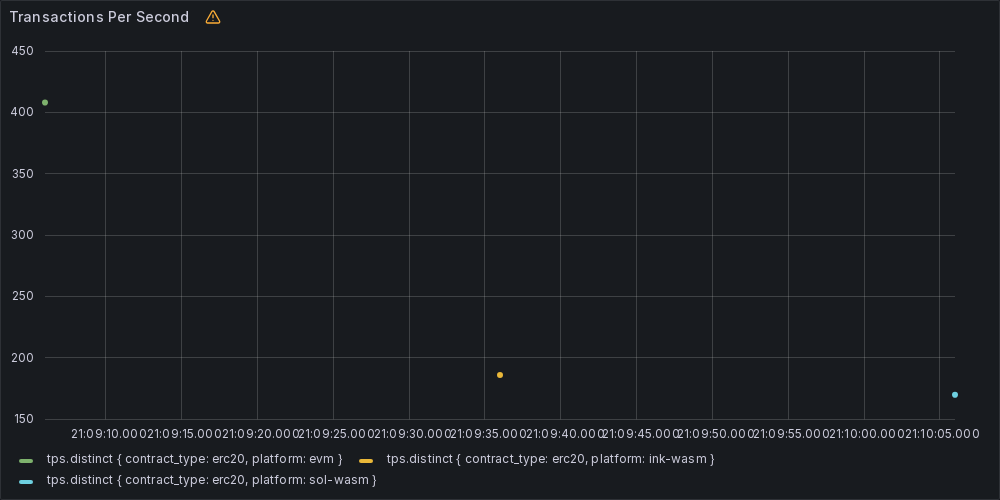 Transactions Per Second
450
400
350
300
250
200
150
21:09:10.000 21:09:15.000 21:09:20.000 21:09:25.000 21:09:30.000 21:09:35.000 21:09:40.000 21:09:45.000 21:09:50.000 21:09:55.000 21:10:00.000 21:10:05.000
tps.distinct { contract_type: erc20, platform: evm } tps.distinct { contract_type: erc20, platform: ink-wasm }
tps.distinct { contract_type: erc20, platform: sol-wasm }